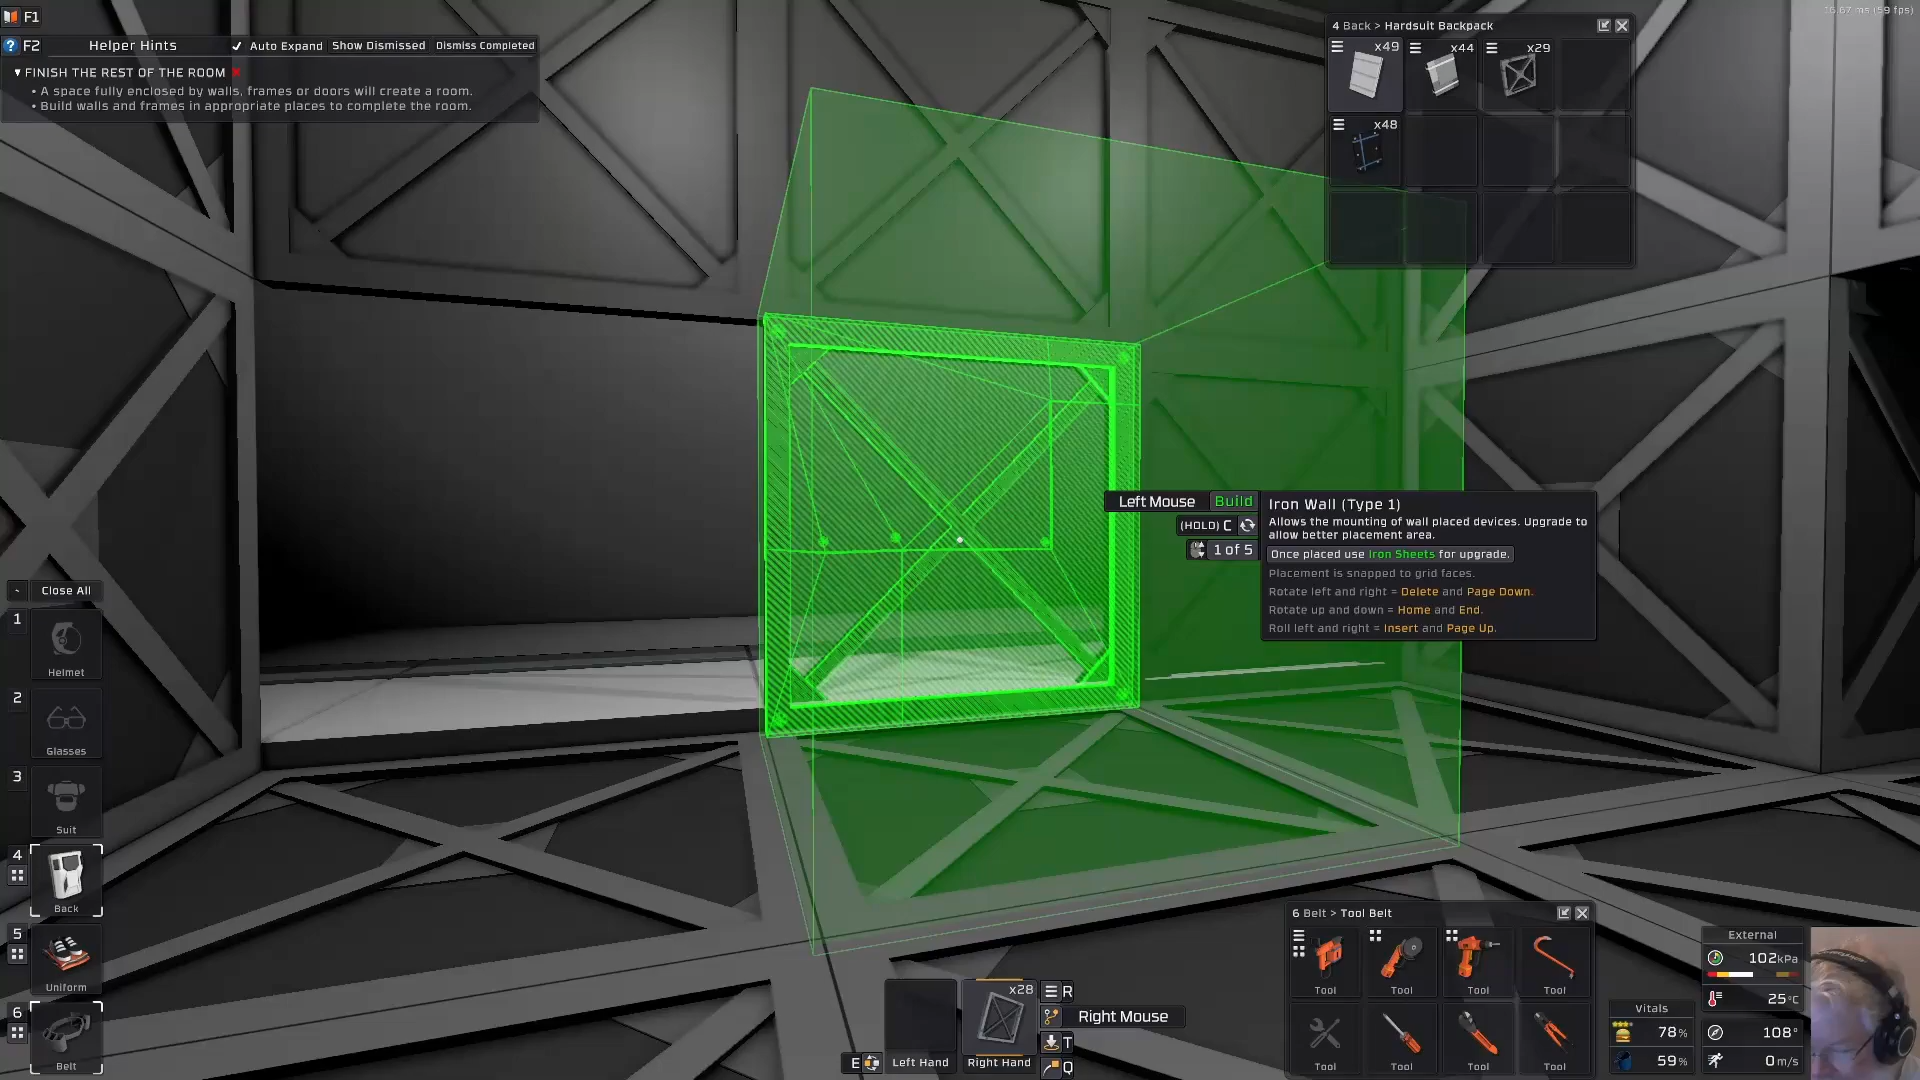 F1
16.67 ms (59 fps)
F2 Helper Hints ✓ Auto Expand Show Dismissed Dismiss Completed
▼ FINISH THE REST OF THE ROOM ×
• A space fully enclosed by walls, frames or doors will create a room.
• Build walls and frames in appropriate places to complete the room.
4 Back > Hardsuit Backpack
x49 x44 x29
x48
Left Mouse Build
(HOLD) C
1 of 5
Iron Wall (Type 1)
Allows the mounting of wall placed devices. Upgrade to
allow better placement area.
Once placed use Iron Sheets for upgrade.
Placement is snapped to grid faces.
Rotate left and right = Delete and Page Down.
Rotate up and down = Home and End.
Roll left and right = Insert and Page Up.
Close All
1
Helmet
2
Glasses
3
Suit
4
Back
5
Uniform
6
Belt
E Left Hand
x28
Right Hand
R
Right Mouse
T
Q
6 Belt > Tool Belt
Tool Tool Tool Tool
Tool Tool Tool Tool
Vitals
78%
59%
External
102kPa
25°C
108°
0m/s